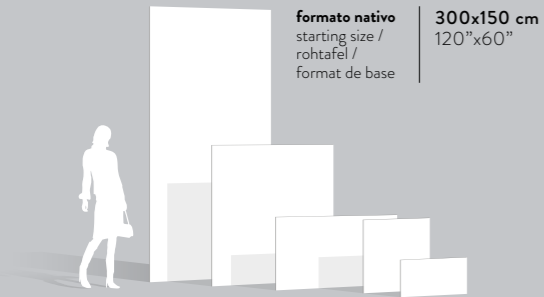 formato nativo
starting size /
rohtafel /
format de base
300x150 cm
120”x60”